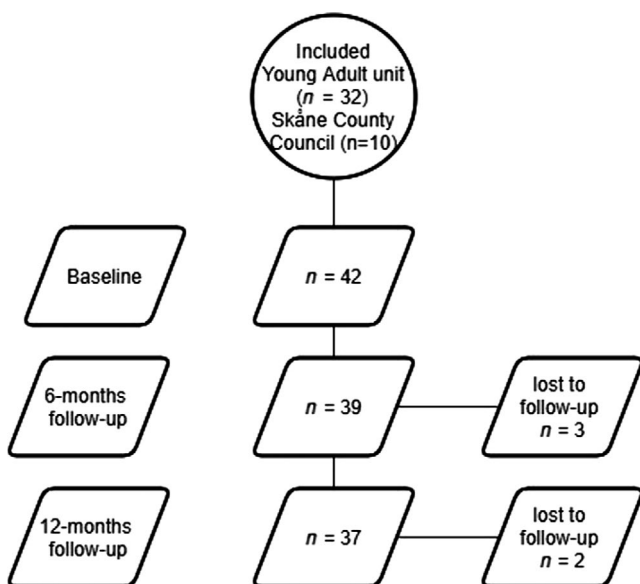 Included
Young Adult unit
(n = 32)
Skåne County
Council (n=10)
Baseline
n = 42
6-months
follow-up
n = 39
lost to
follow-up
n = 3
12-months
follow-up
n = 37
lost to
follow-up
n = 2